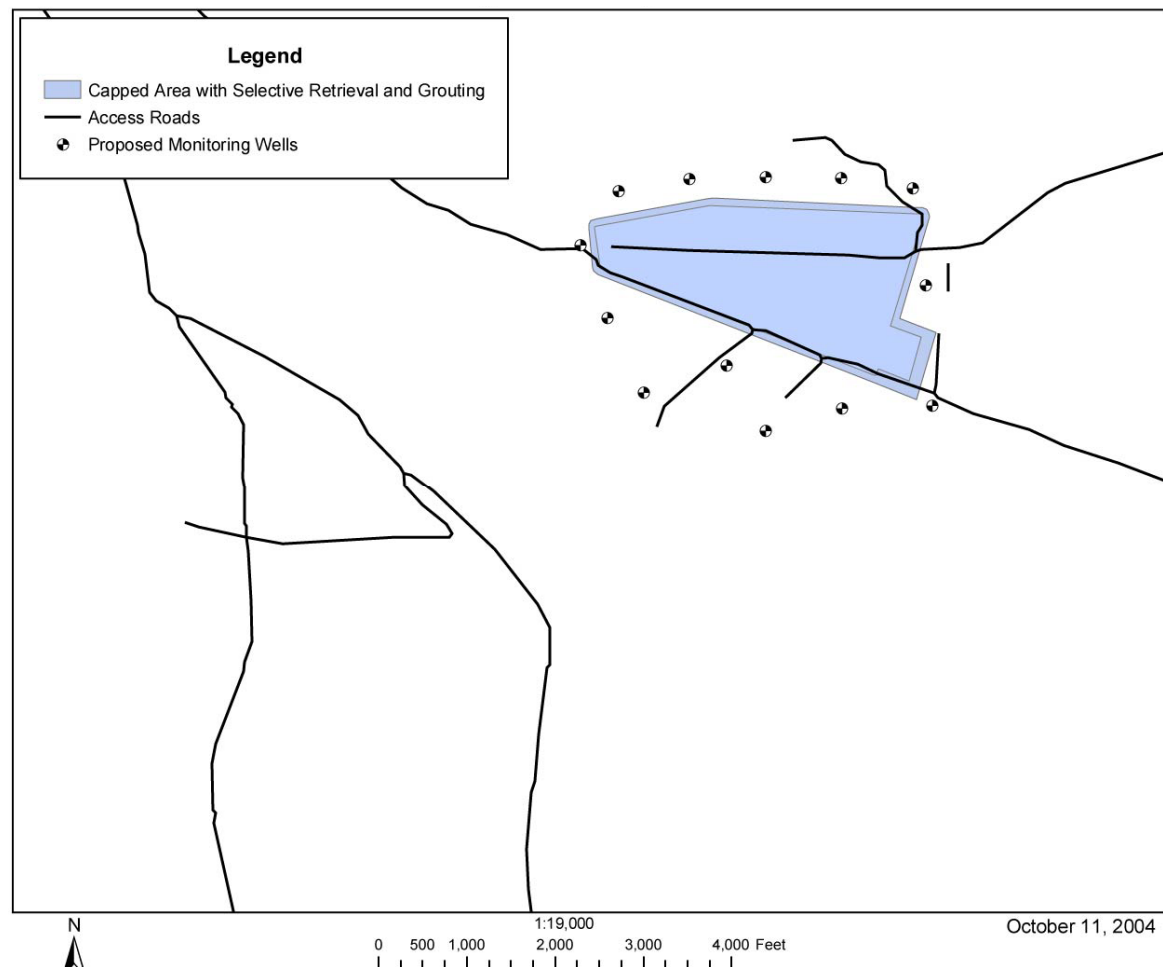 Legend
Capped Area with Selective Retrieval and Grouting
Access Roads
Proposed Monitoring Wells
N
1:19,000
October 11, 2004
0 500 1,000 2,000 3,000 4,000 Feet